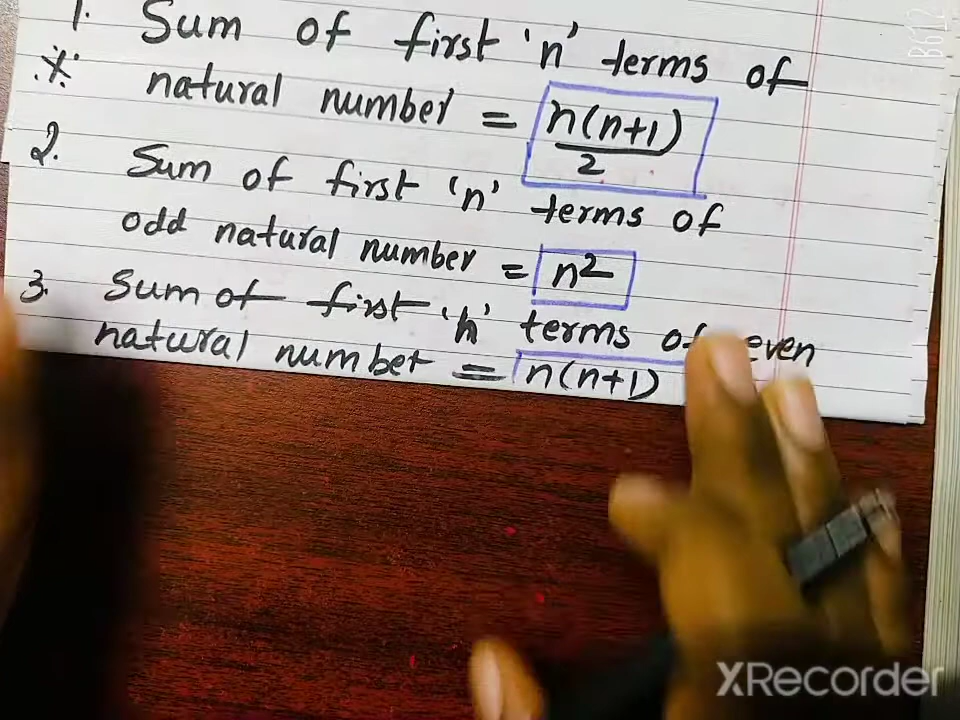 1. Sum of first 'n' terms of
natural number = n(n+1)/2
2. Sum of first 'n' terms of
odd natural number = n²
3. Sum of first 'n' terms of even
natural number = n(n+1)
B612
XRecorder